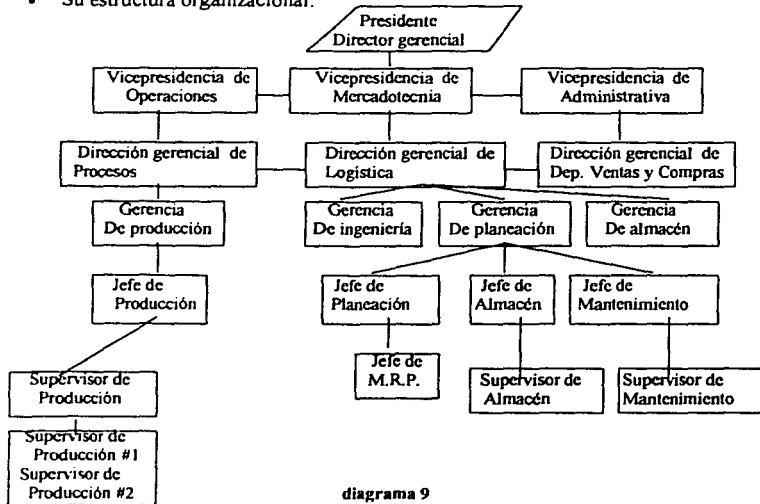 • Su estructura organizacional.
Presidente
Director gerencial
Vicepresidencia de
Operaciones
Vicepresidencia de
Mercadotecnia
Vicepresidencia de
Administrativa
Dirección gerencial de
Procesos
Dirección gerencial de
Logística
Dirección gerencial de
Dep. Ventas y Compras
Gerencia
De producción
Gerencia
De ingeniería
Gerencia
De planeación
Gerencia
De almacén
Jefe de
Producción
Jefe de
Planeación
Jefe de
Almacén
Jefe de
Mantenimiento
Jefe de
M.R.P.
Supervisor de
Producción
Supervisor de
Almacén
Supervisor de
Mantenimiento
Supervisor de
Producción #1
Supervisor de
Producción #2
diagrama 9